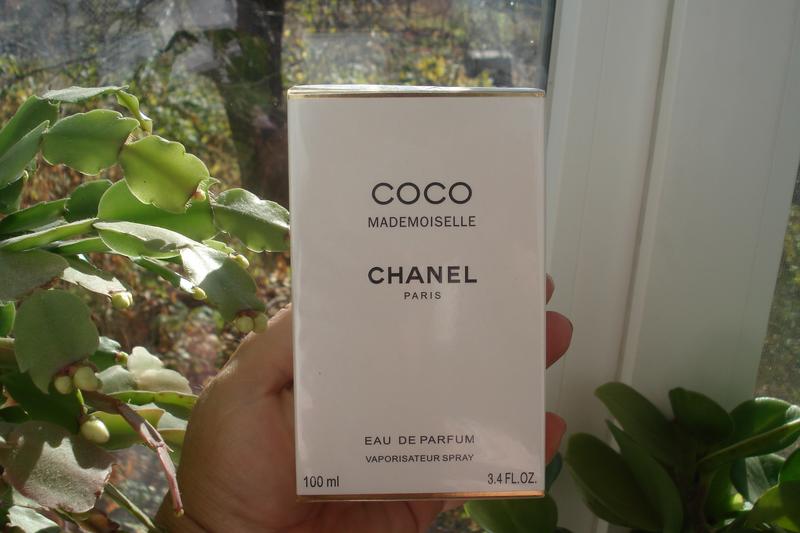 COCO
MADEMOISELLE
CHANEL
PARIS
EAU DE PARFUM
VAPORISATEUR SPRAY
100 ml 3.4 FL.OZ.